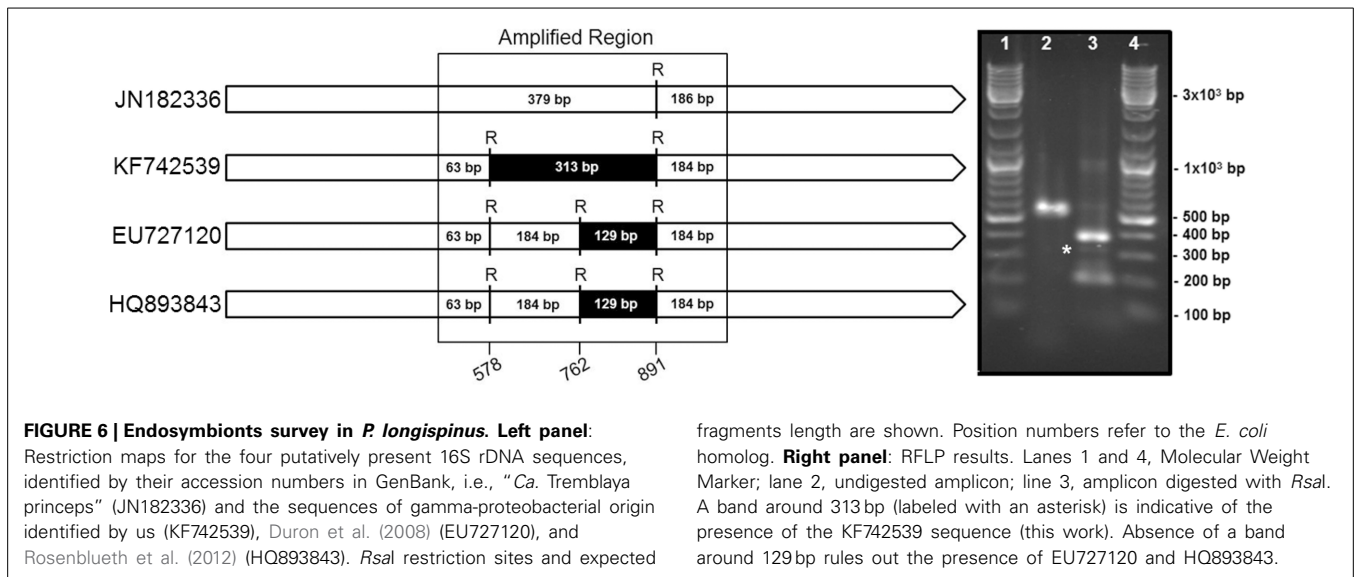 Amplified Region
R
JN182336
379 bp
186 bp
R
R
KF742539
63 bp
313 bp
184 bp
R
R
R
EU727120
63 bp
184 bp
129 bp
184 bp
R
R
R
HQ893843
63 bp
184 bp
129 bp
184 bp
578
762
891
1
2
3
4
- 3x10³ bp
- 1x10³ bp
- 500 bp
- 400 bp
*
- 300 bp
- 200 bp
- 100 bp
FIGURE 6 | Endosymbionts survey in P. longispinus. Left panel:
Restriction maps for the four putatively present 16S rDNA sequences,
identified by their accession numbers in GenBank, i.e., “Ca. Tremblaya
princeps” (JN182336) and the sequences of gamma-proteobacterial origin
identified by us (KF742539), Duron et al. (2008) (EU727120), and
Rosenblueth et al. (2012) (HQ893843). RsaI restriction sites and expected
fragments length are shown. Position numbers refer to the E. coli
homolog. Right panel: RFLP results. Lanes 1 and 4, Molecular Weight
Marker; lane 2, undigested amplicon; line 3, amplicon digested with RsaI.
A band around 313 bp (labeled with an asterisk) is indicative of the
presence of the KF742539 sequence (this work). Absence of a band
around 129 bp rules out the presence of EU727120 and HQ893843.